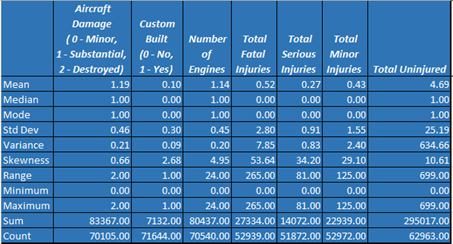 Aircraft Damage ( 0 - Minor, 1 - Substantial, 2 - Destroyed) Custom Built (0 - No, 1 - Yes) Number of Engines Total Fatal Injuries Total Serious Injuries Total Minor Injuries Total Uninjured
Mean 1.19 0.10 1.14 0.52 0.27 0.43 4.69
Median 1.00 0.00 1.00 0.00 0.00 0.00 1.00
Mode 1.00 0.00 1.00 0.00 0.00 0.00 1.00
Std Dev 0.46 0.30 0.45 2.80 0.91 1.55 25.19
Variance 0.21 0.09 0.20 7.85 0.83 2.40 634.66
Skewness 0.66 2.68 4.95 53.64 34.20 29.10 10.61
Range 2.00 1.00 24.00 265.00 81.00 125.00 699.00
Minimum 0.00 0.00 0.00 0.00 0.00 0.00 0.00
Maximum 2.00 1.00 24.00 265.00 81.00 125.00 699.00
Sum 83367.00 7132.00 80437.00 27334.00 14072.00 22939.00 295017.00
Count 70105.00 71644.00 70540.00 52939.00 51872.00 52972.00 62963.00